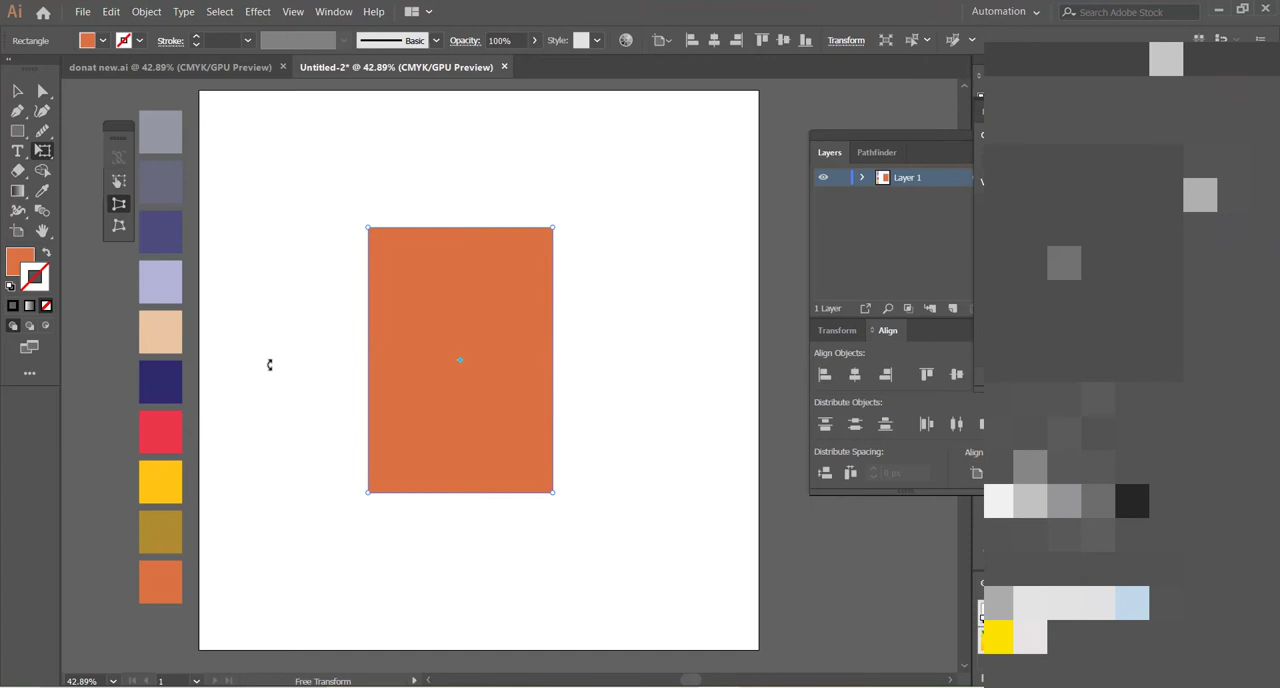 Ai File Edit Object Type Select Effect View Window Help Automation Search Adobe Stock
Rectangle Stroke: Basic Opacity: 100% Style: Transform
donat new.ai @ 42.89% (CMYK/GPU Preview) × Untitled-2* @ 42.89% (CMYK/GPU Preview) ×
Layers Pathfinder
Layer 1
1 Layer
Transform Align
Align Objects:
Distribute Objects:
Distribute Spacing: Align
0 px
42.89% 1 Free Transform